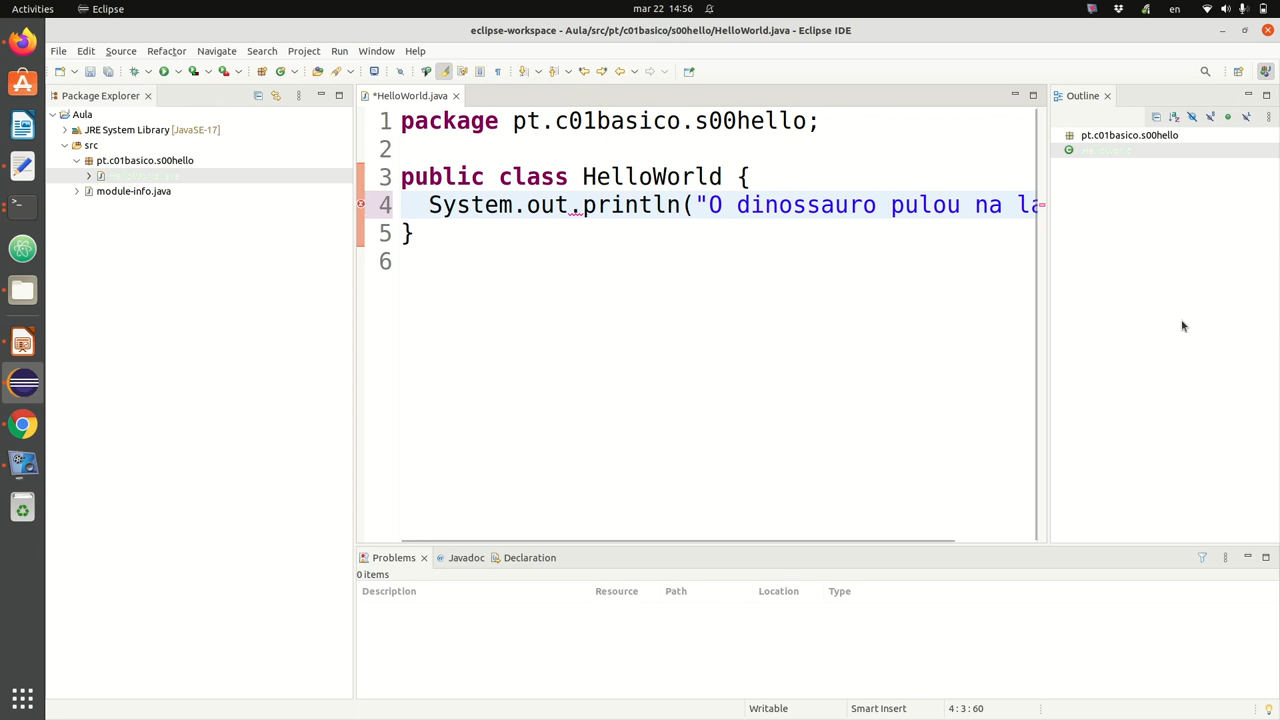 Activities Eclipse mar 22 14:56 en
eclipse-workspace - Aula/src/pt/c01basico/s00hello/HelloWorld.java - Eclipse IDE
File Edit Source Refactor Navigate Search Project Run Window Help
Package Explorer
*HelloWorld.java
Outline
Aula
JRE System Library [JavaSE-17]
src
pt.c01basico.s00hello
HelloWorld.java
module-info.java
1 package pt.c01basico.s00hello;
2
3 public class HelloWorld {
4 System.out.println("O dinossauro pulou na la
5 }
6
pt.c01basico.s00hello
HelloWorld
Problems Javadoc Declaration
0 items
Description Resource Path Location Type
Writable Smart Insert 4 : 3 : 60